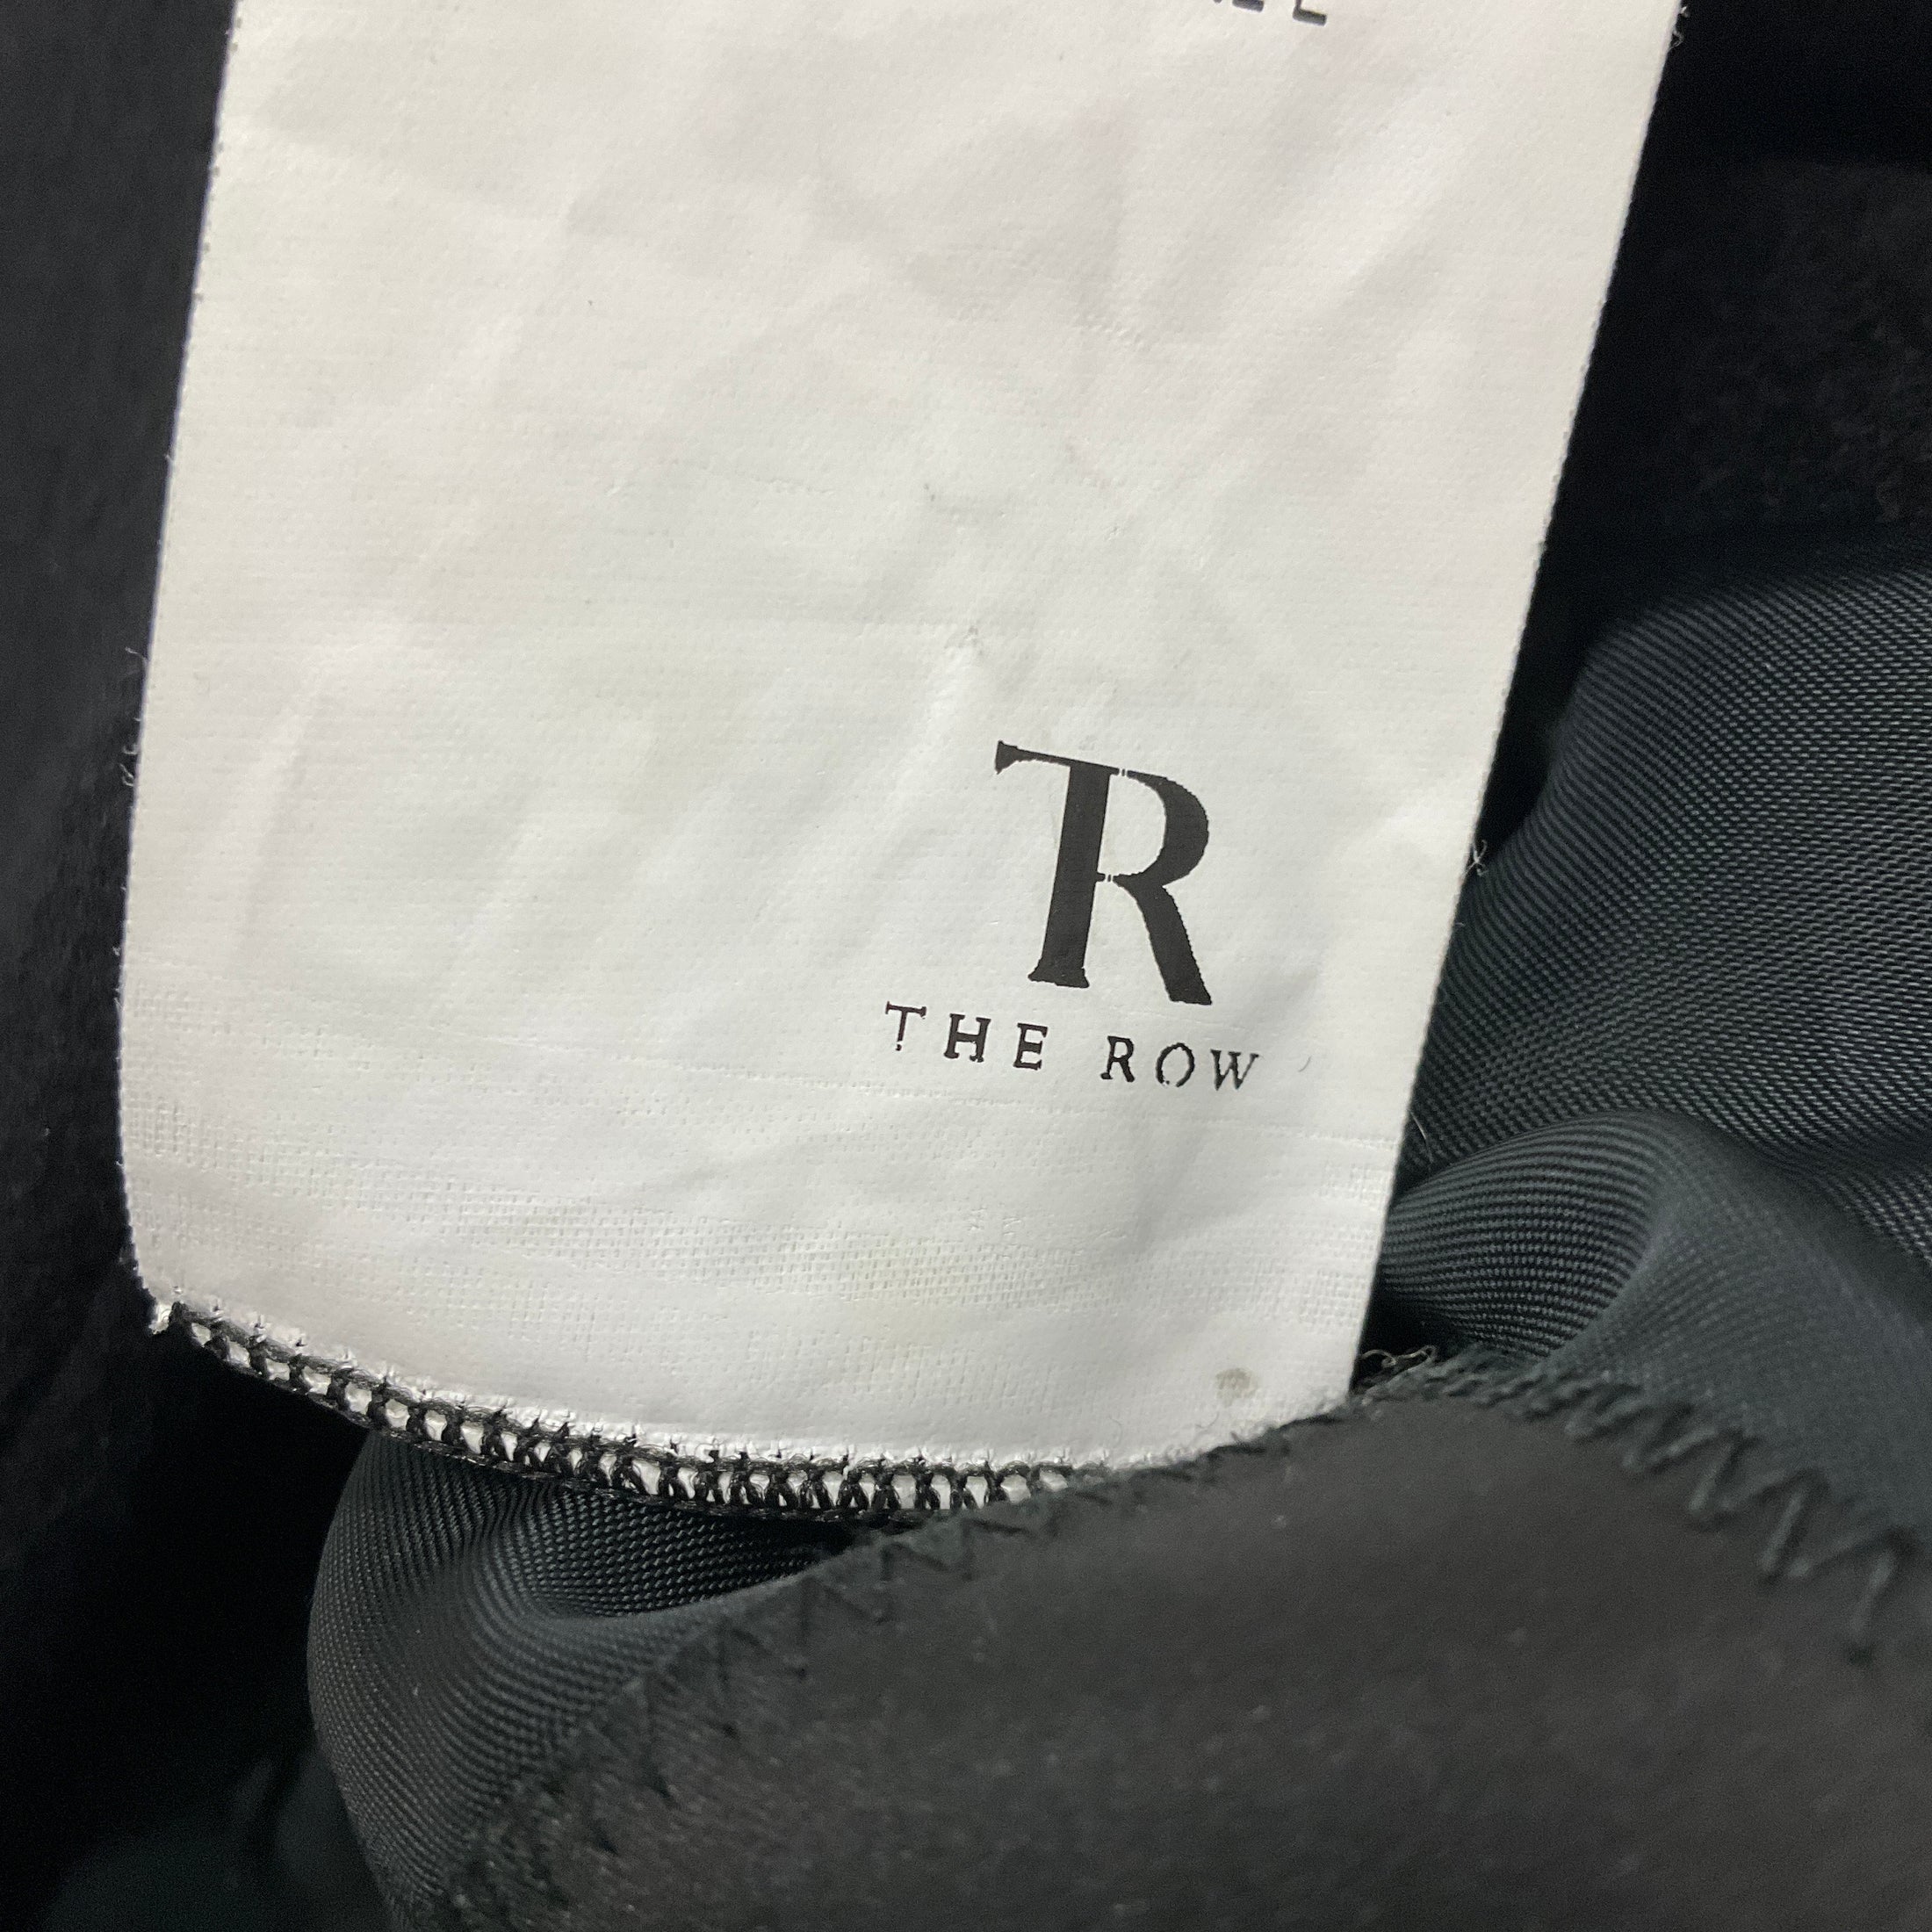 TR
THE ROW